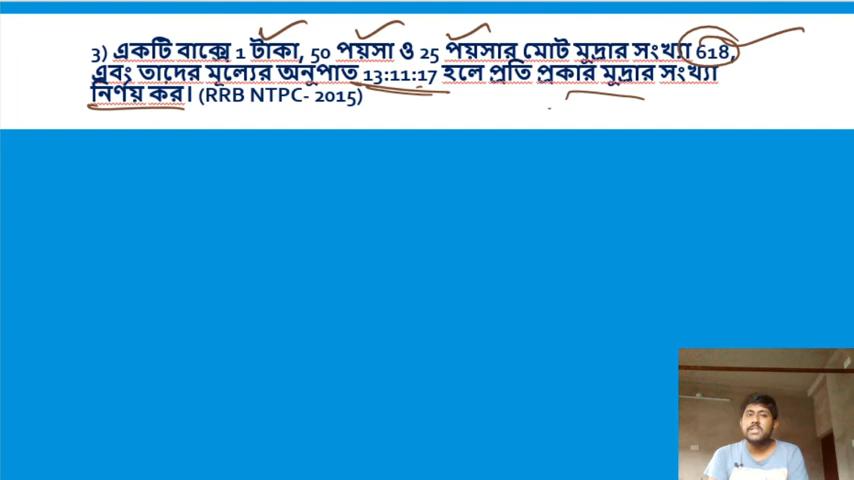 3) একটি বাক্সে 1 টাকা, 50 পয়সা ও 25 পয়সার মোট মুদ্রার সংখ্যা 618,
এবং তাদের মূল্যের অনুপাত 13:11:17 হলে প্রতি প্রকার মুদ্রার সংখ্যা
নির্ণয় কর। (RRB NTPC- 2015)